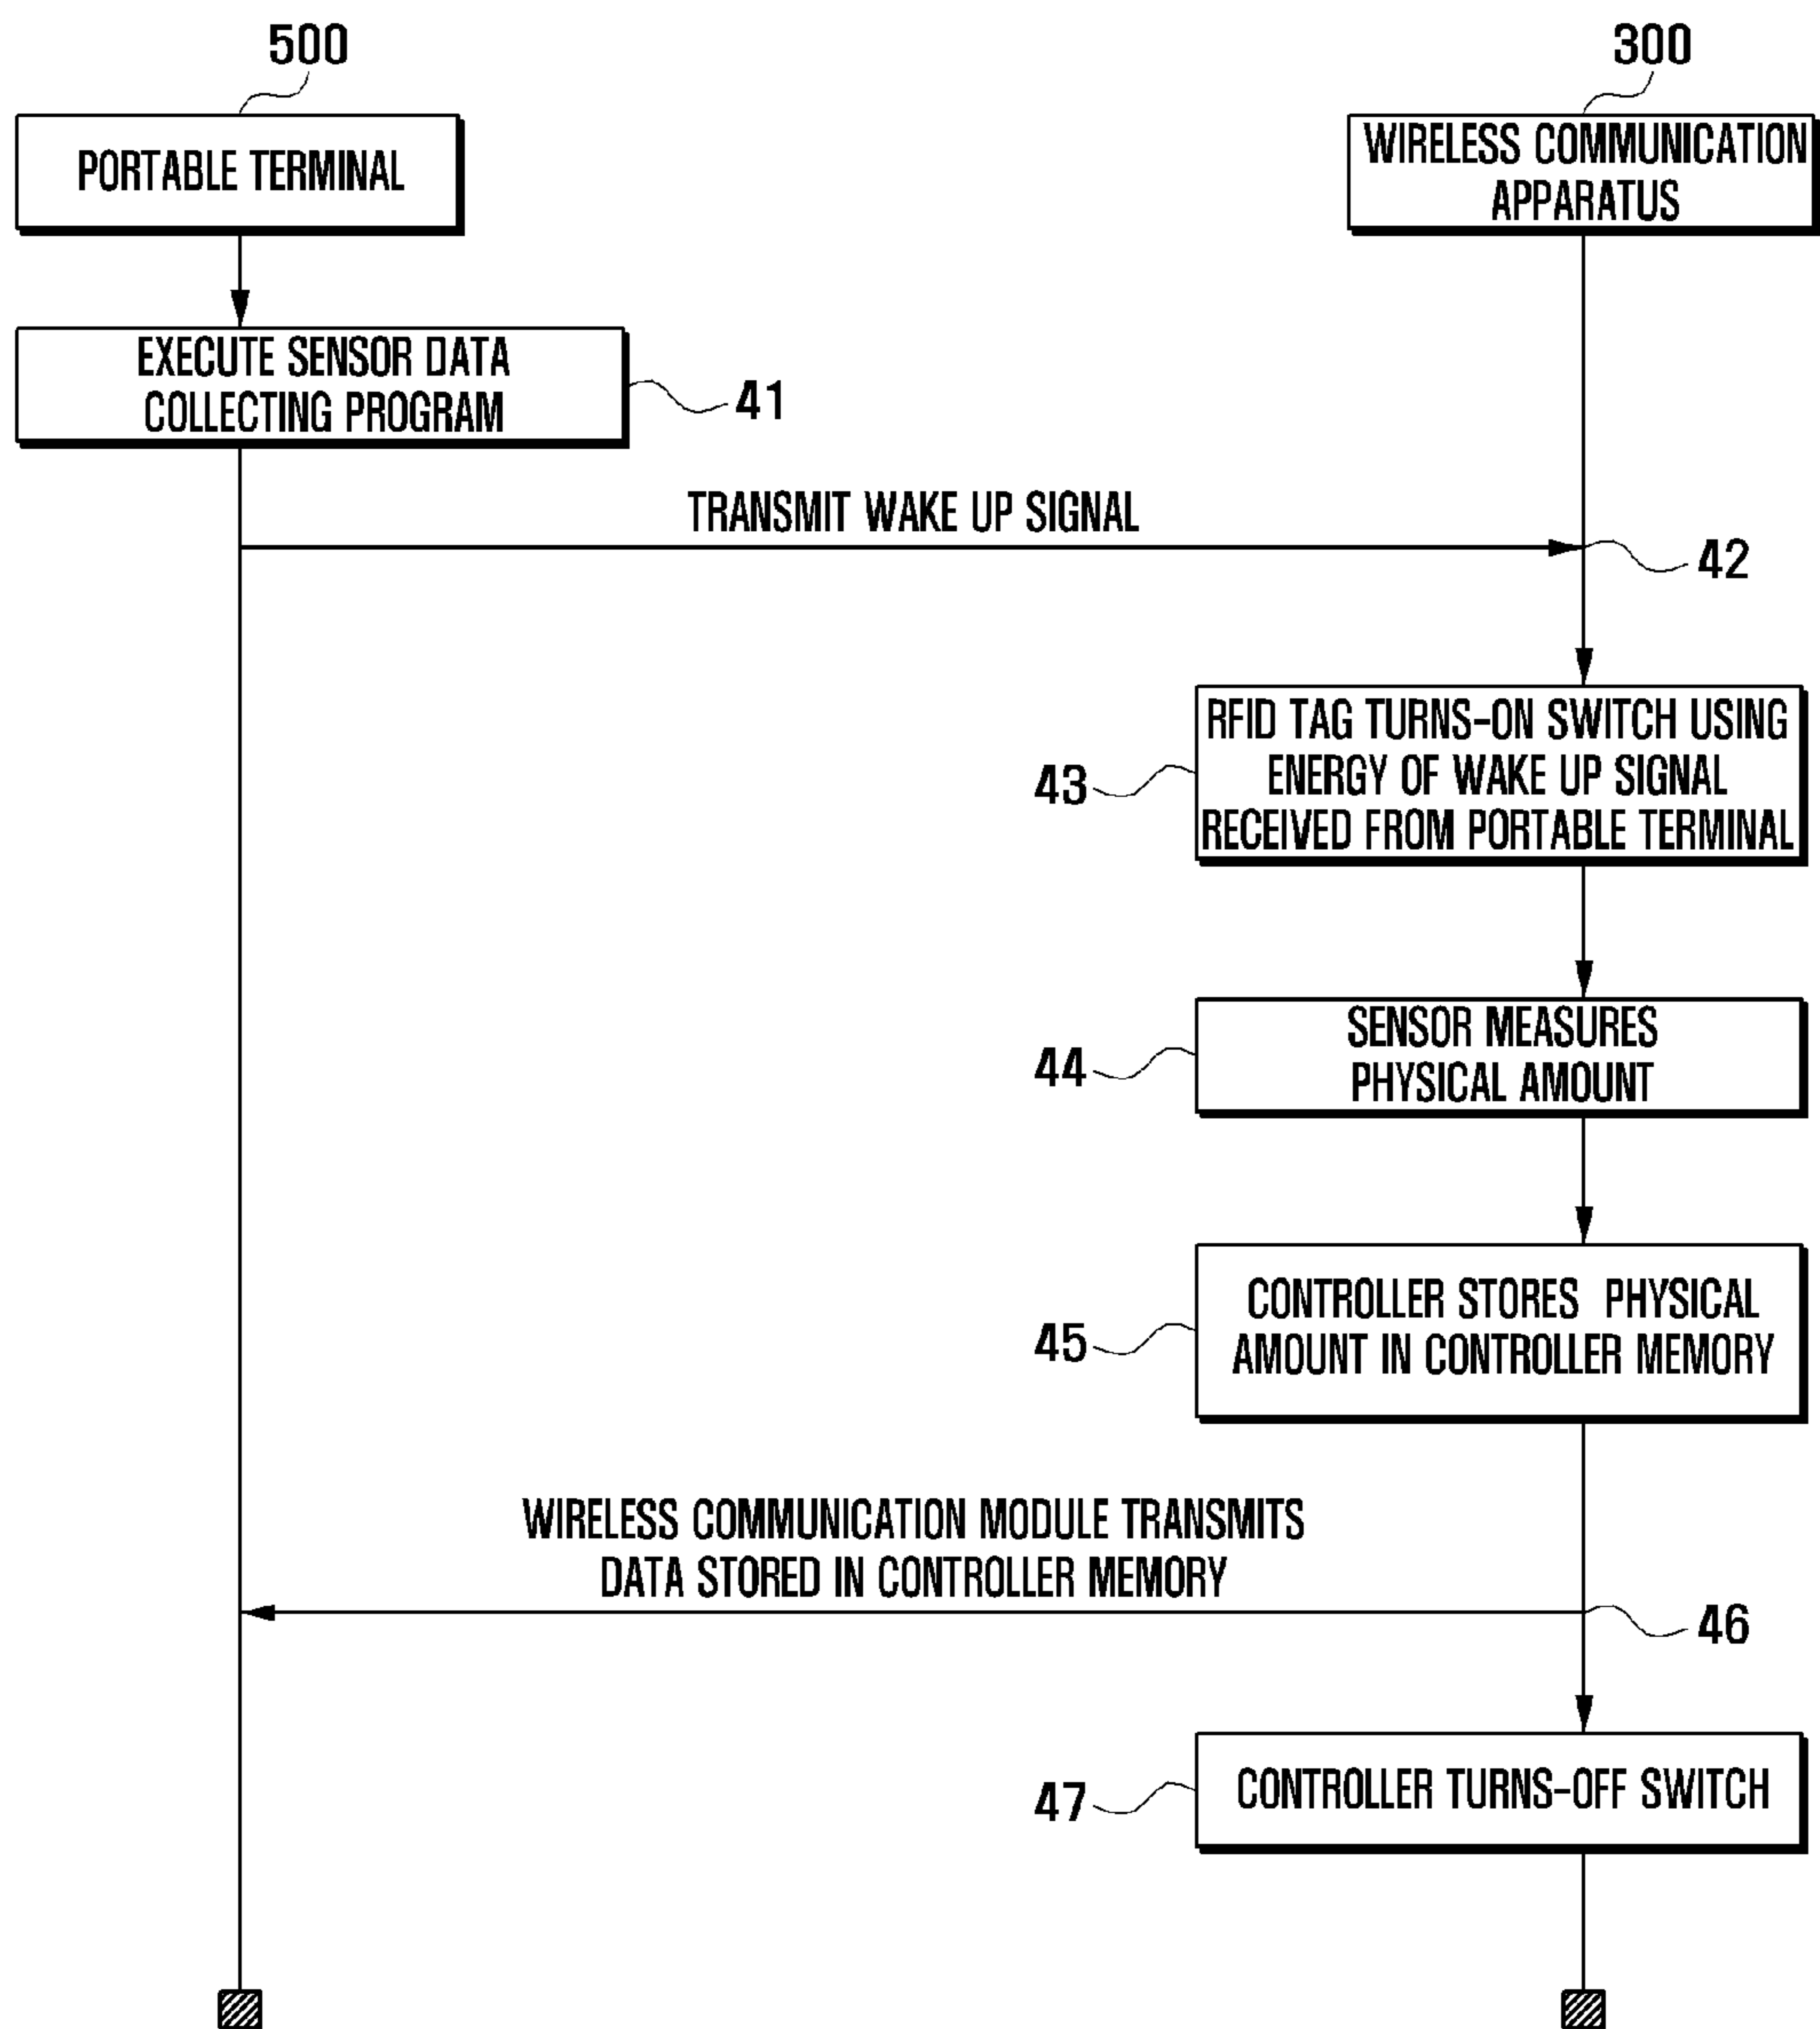 500
300
PORTABLE TERMINAL
WIRELESS COMMUNICATION
APPARATUS
EXECUTE SENSOR DATA
COLLECTING PROGRAM
41
TRANSMIT WAKE UP SIGNAL
42
RFID TAG TURNS-ON SWITCH USING
ENERGY OF WAKE UP SIGNAL
RECEIVED FROM PORTABLE TERMINAL
43
SENSOR MEASURES
PHYSICAL AMOUNT
44
CONTROLLER STORES PHYSICAL
AMOUNT IN CONTROLLER MEMORY
45
WIRELESS COMMUNICATION MODULE TRANSMITS
DATA STORED IN CONTROLLER MEMORY
46
CONTROLLER TURNS-OFF SWITCH
47